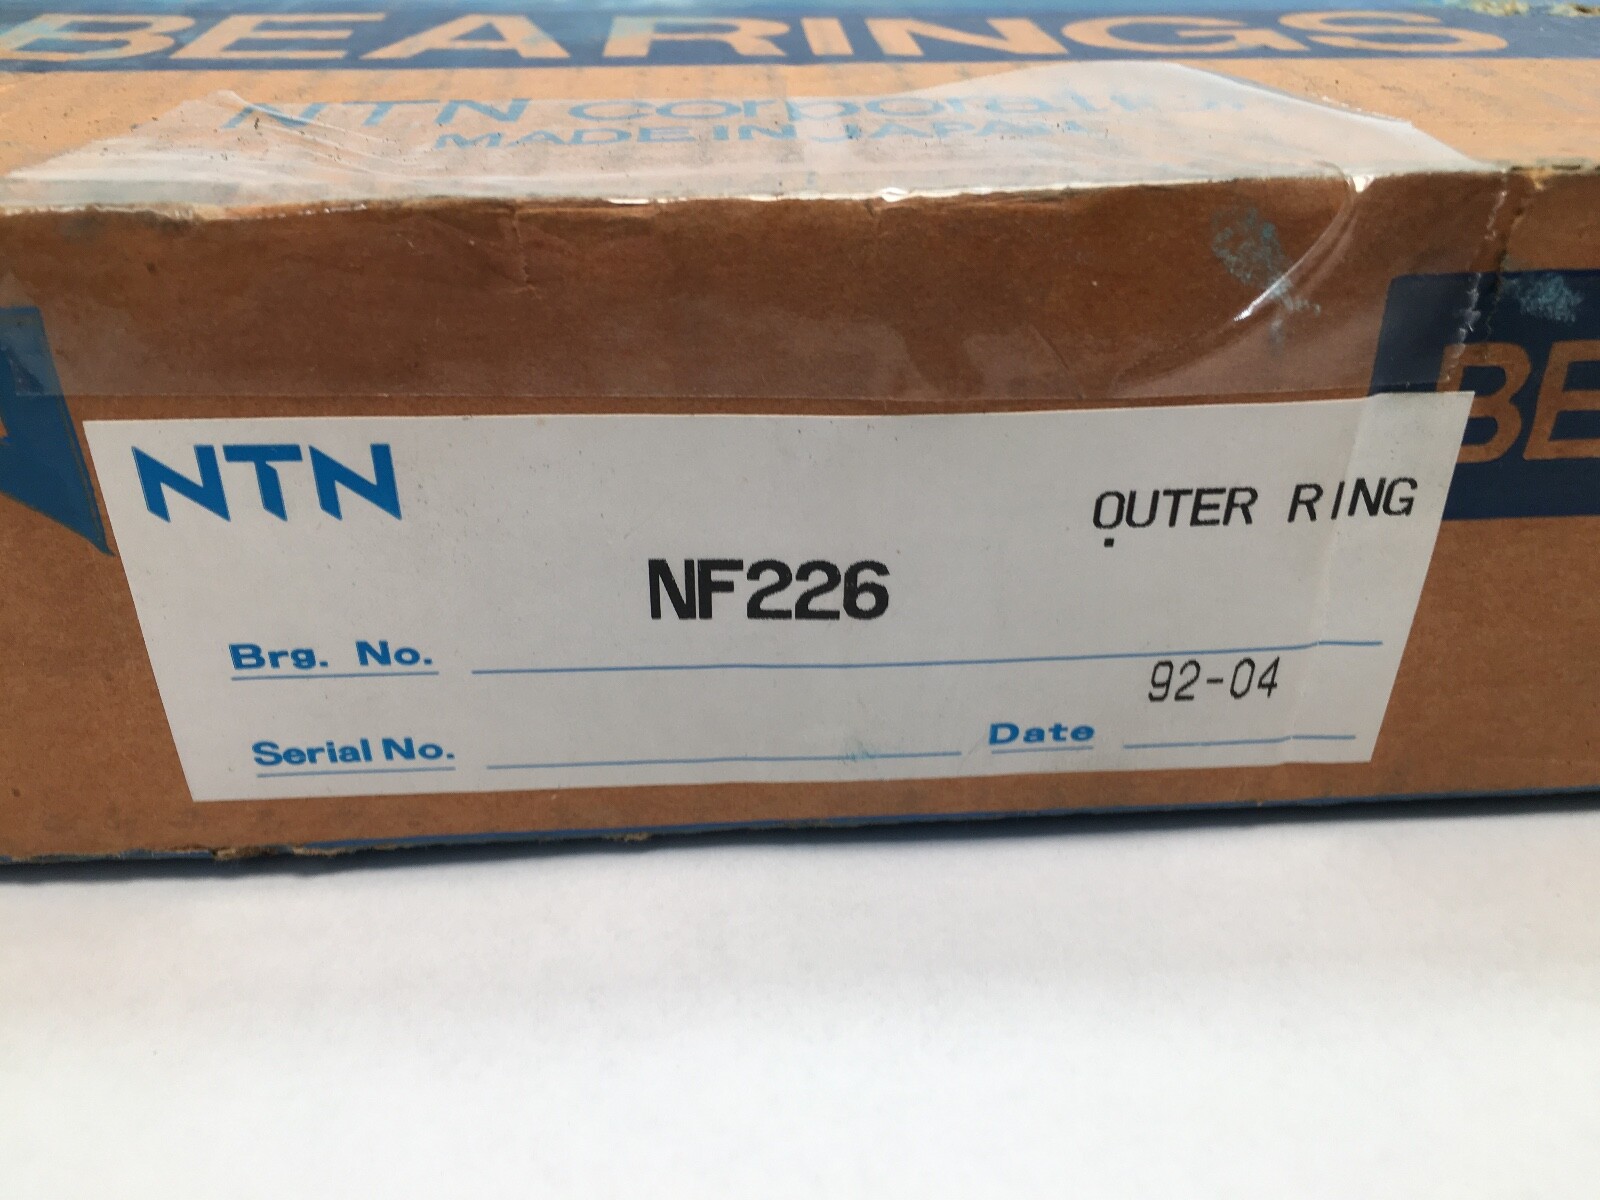 BEARINGS
NTN corporation
MADE IN JAPAN
BE
NTN
OUTER RING
NF226
Brg. No.
92-04
Serial No.
Date